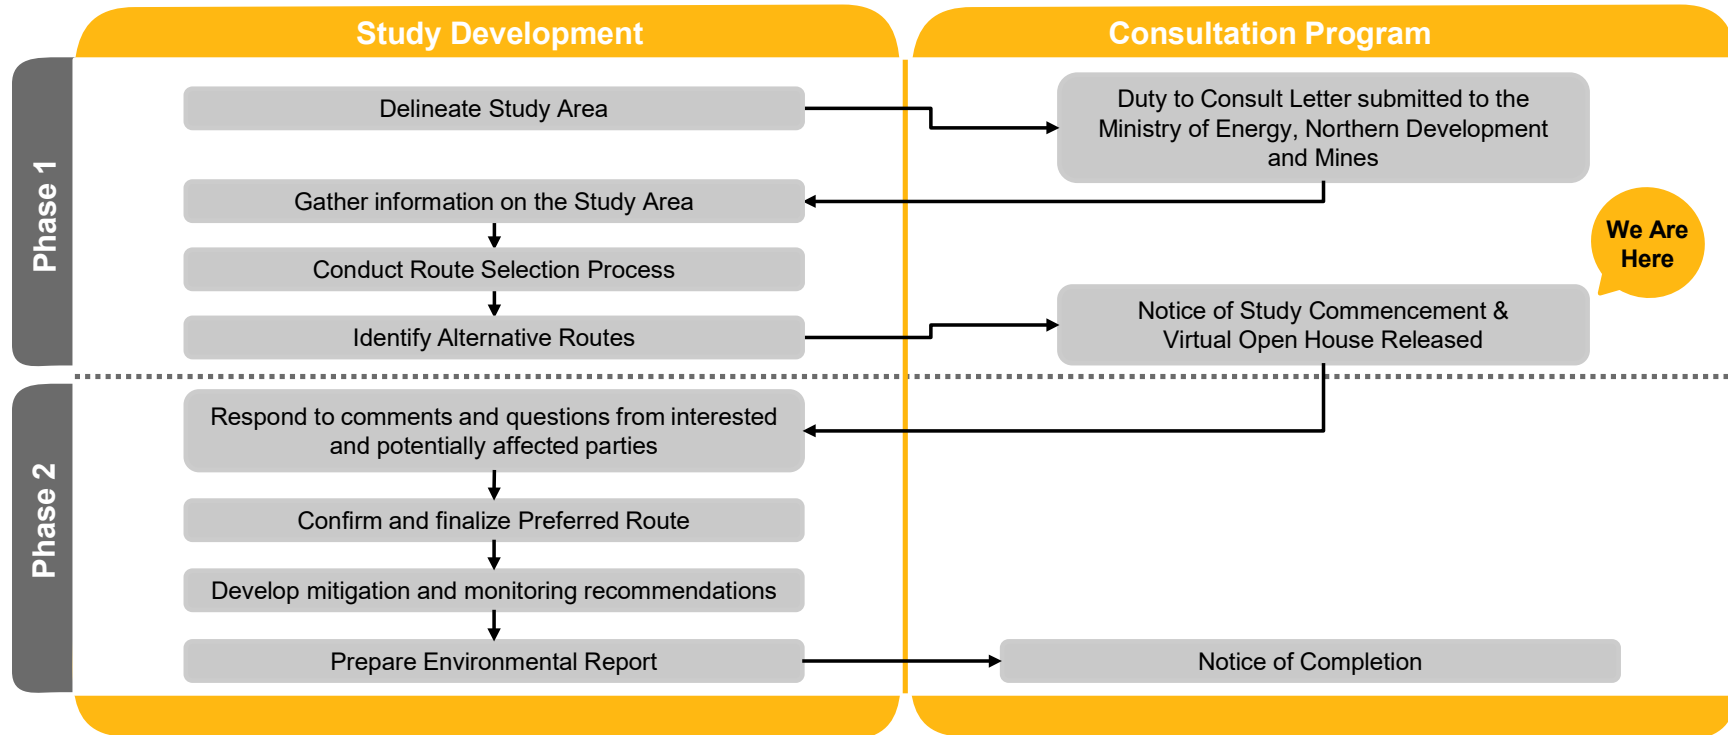 Study Development
Consultation Program
Phase 1
Delineate Study Area
Duty to Consult Letter submitted to the
Ministry of Energy, Northern Development
and Mines
Gather information on the Study Area
We Are
Here
Conduct Route Selection Process
Identify Alternative Routes
Notice of Study Commencement &
Virtual Open House Released
Phase 2
Respond to comments and questions from interested
and potentially affected parties
Confirm and finalize Preferred Route
Develop mitigation and monitoring recommendations
Prepare Environmental Report
Notice of Completion